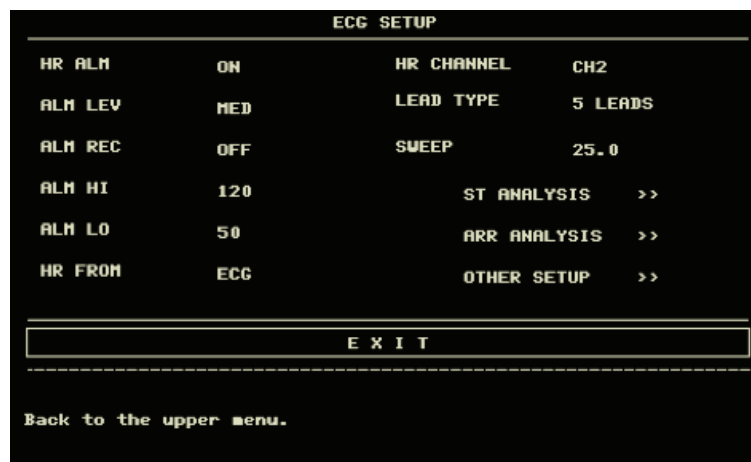 ECG SETUP
HR ALM ON HR CHANNEL CH2
ALM LEV MED LEAD TYPE 5 LEADS
ALM REC OFF SWEEP 25.0
ALM HI 120 ST ANALYSIS >>
ALM LO 50 ARR ANALYSIS >>
HR FROM ECG OTHER SETUP >>
E X I T
Back to the upper menu.